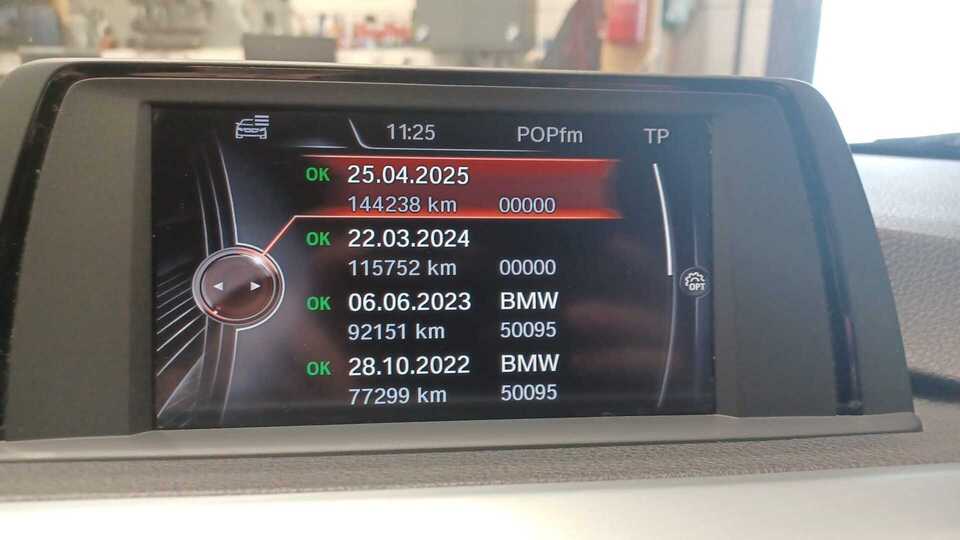 11:25 POPfm TP
OK 25.04.2025
144238 km 00000
OK 22.03.2024
115752 km 00000
OK 06.06.2023 BMW
92151 km 50095
OK 28.10.2022 BMW
77299 km 50095
OPT